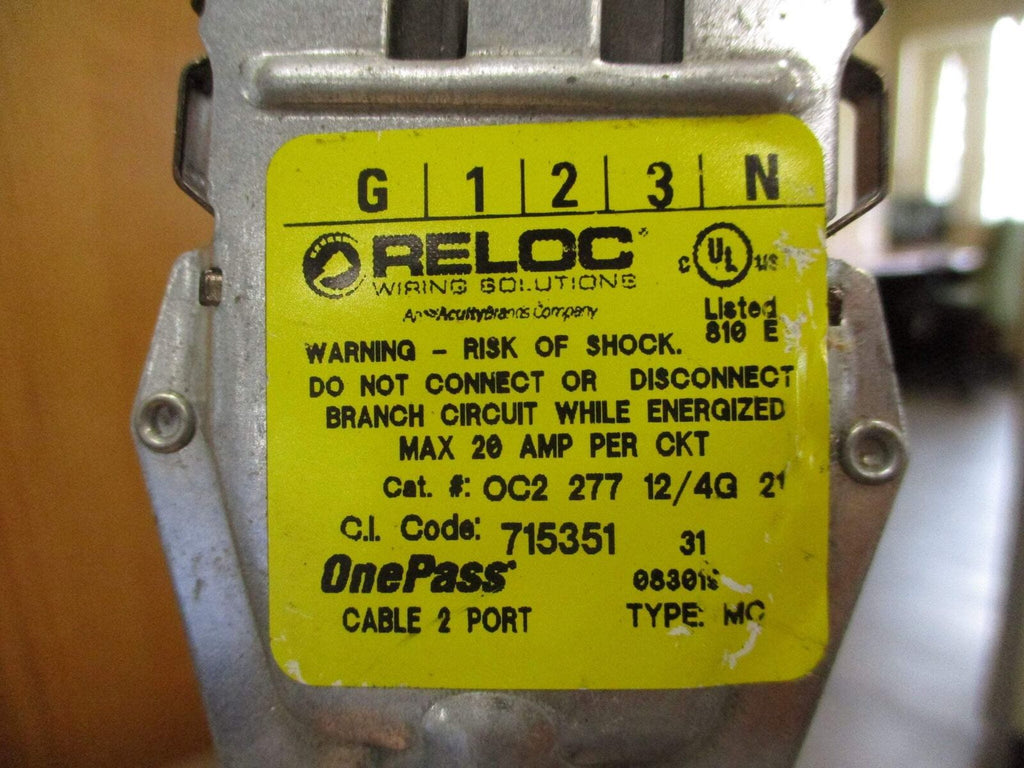 G | 1 | 2 | 3 | N
RELOC®
WIRING SOLUTIONS
An Acuity Brands Company
C UL US
Listed
810 E
WARNING - RISK OF SHOCK.
DO NOT CONNECT OR DISCONNECT
BRANCH CIRCUIT WHILE ENERGIZED
MAX 20 AMP PER CKT
Cat. #: OC2 277 12/4G 21
C.I. Code: 715351 31
OnePass®
CABLE 2 PORT TYPE: MC